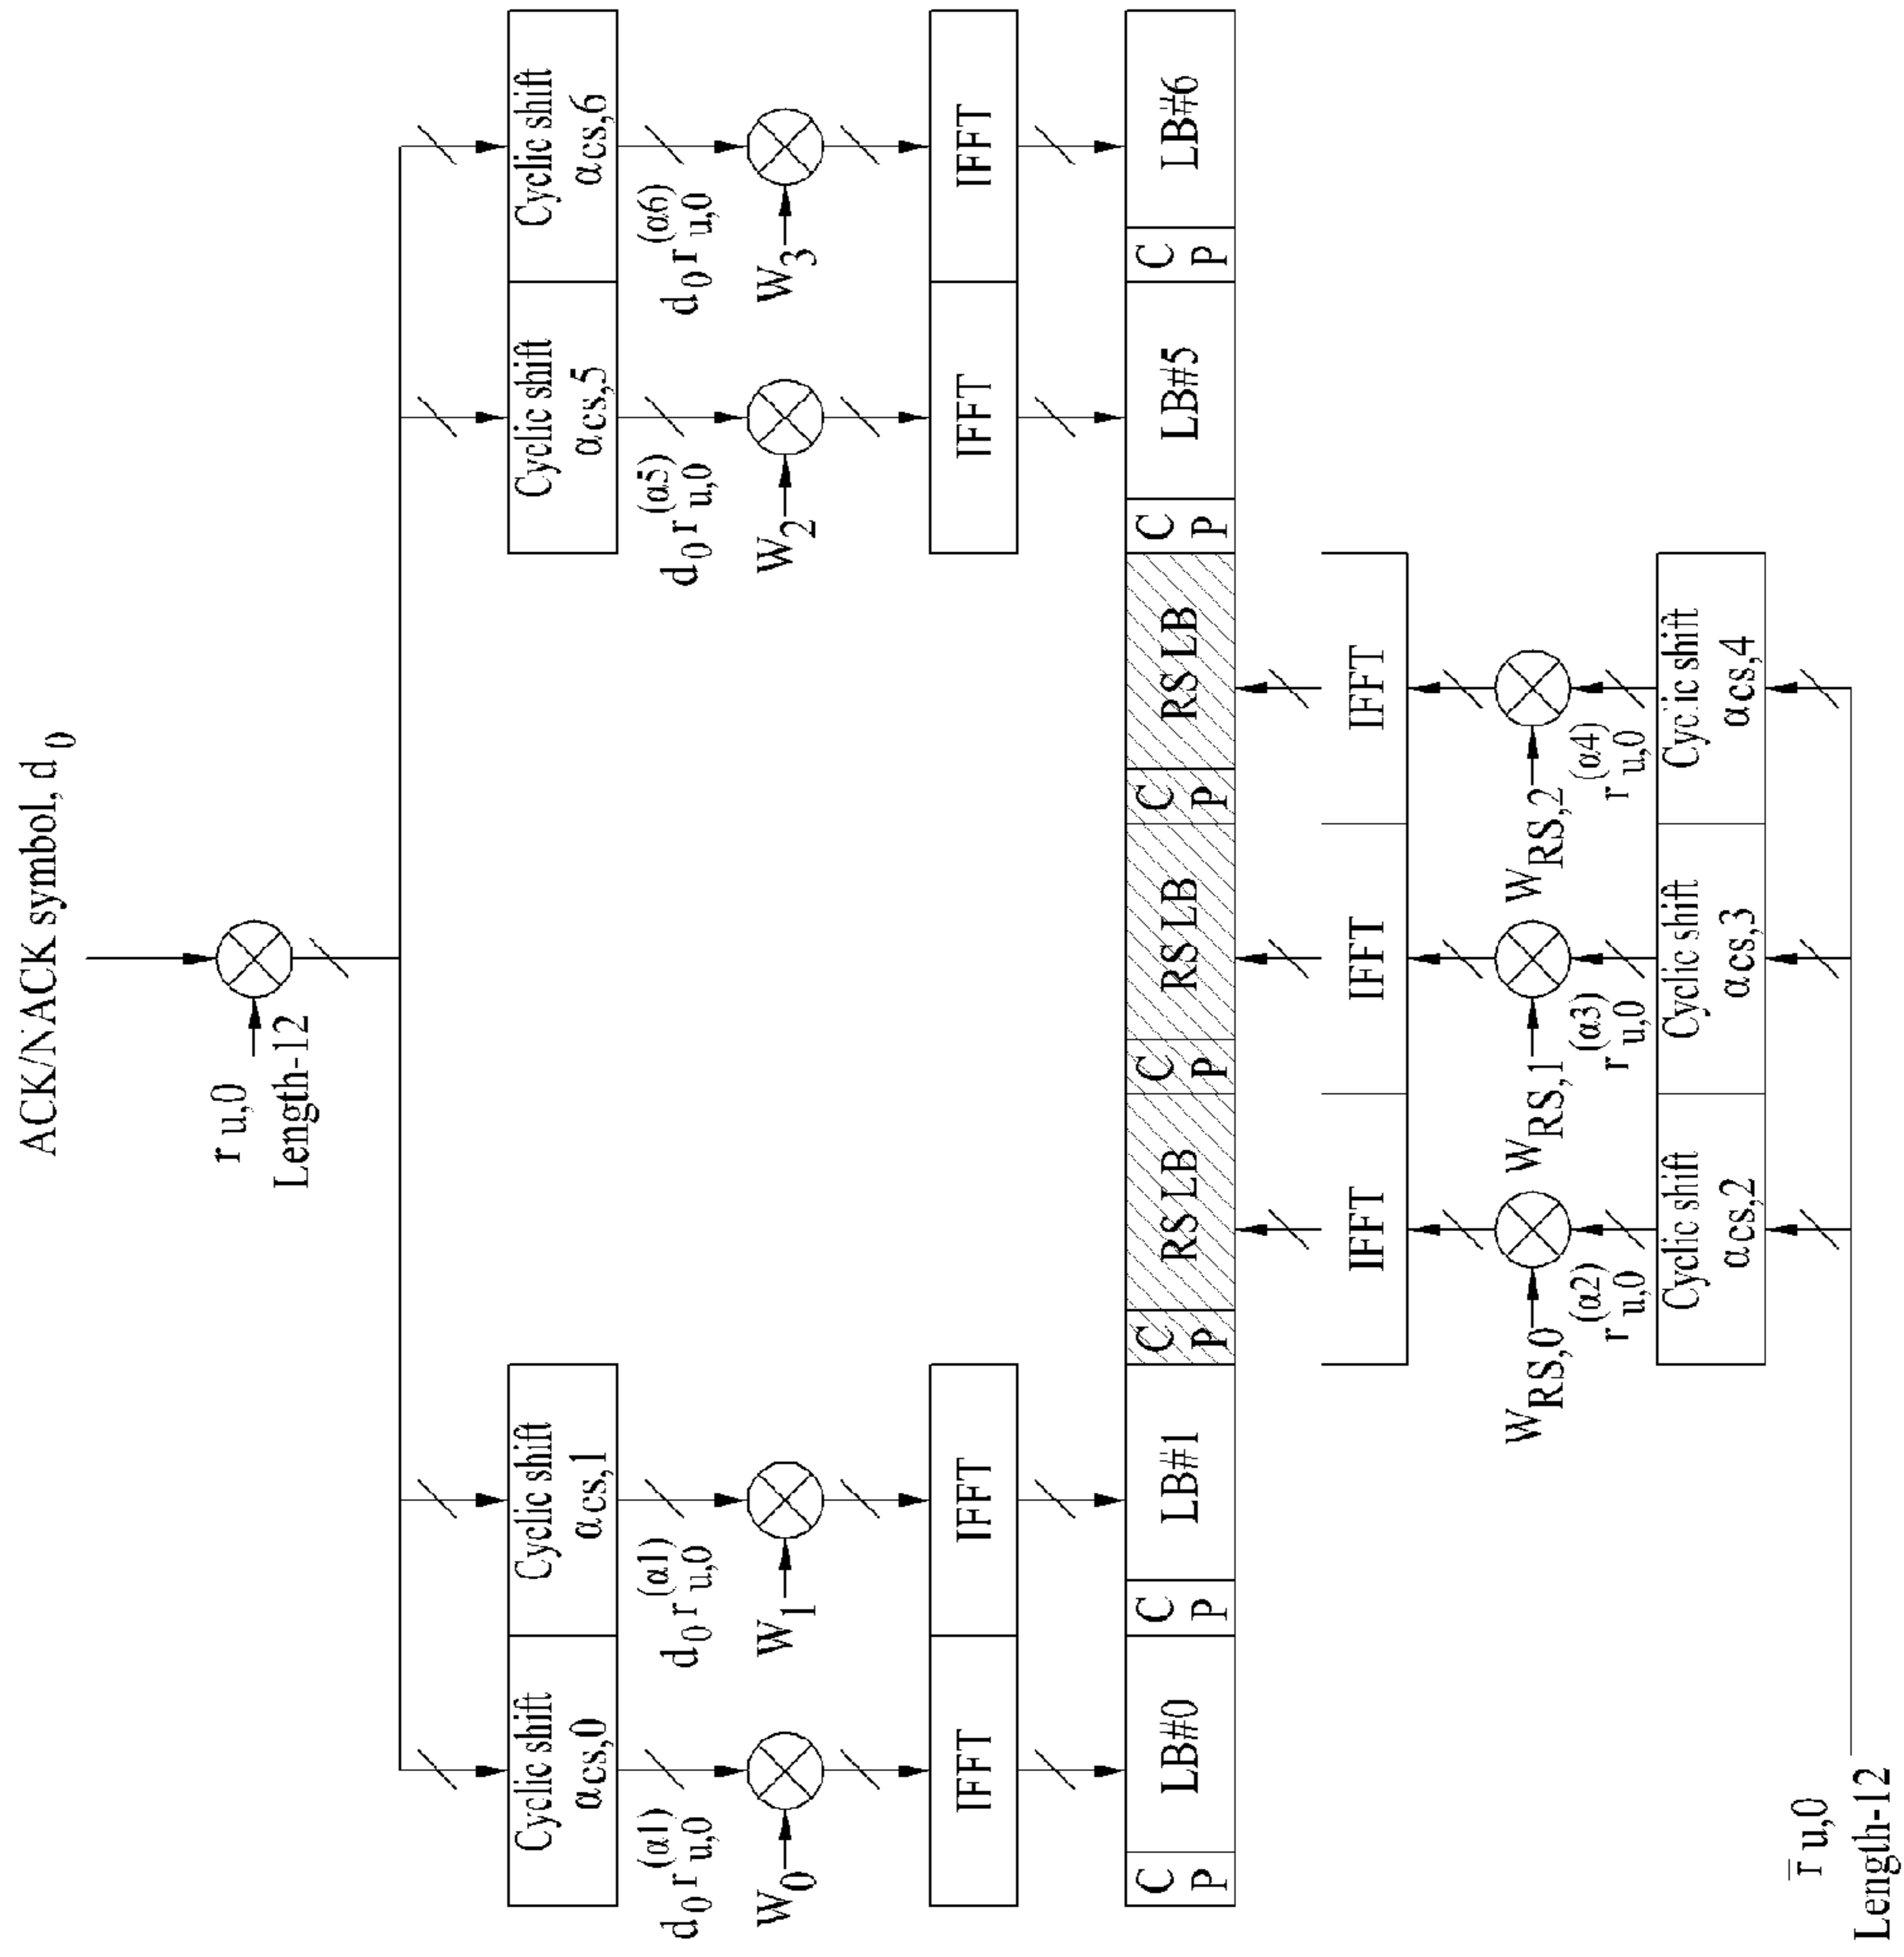 ACK/NACK symbol, d₀
r u,0
Length-12
Cyclic shift
αcs,0
Cyclic shift
αcs,1
Cyclic shift
αcs,5
Cyclic shift
αcs,6
d₀ r u,0 (α1)
d₀ r u,0 (α1)
d₀ r u,0 (α5)
d₀ r u,0 (α6)
W₀
W₁
W₂
W₃
IFFT
IFFT
IFFT
IFFT
C P
LB#0
C P
LB#1
C P
RS LB
C P
RS LB
C P
RS LB
C P
LB#5
C P
LB#6
IFFT
IFFT
IFFT
W RS,0
W RS,1
W RS,2
r u,0 (α2)
r u,0 (α3)
r u,0 (α4)
Cyclic shift
αcs,2
Cyclic shift
αcs,3
Cyclic shift
αcs,4
r̄ u,0
Length-12